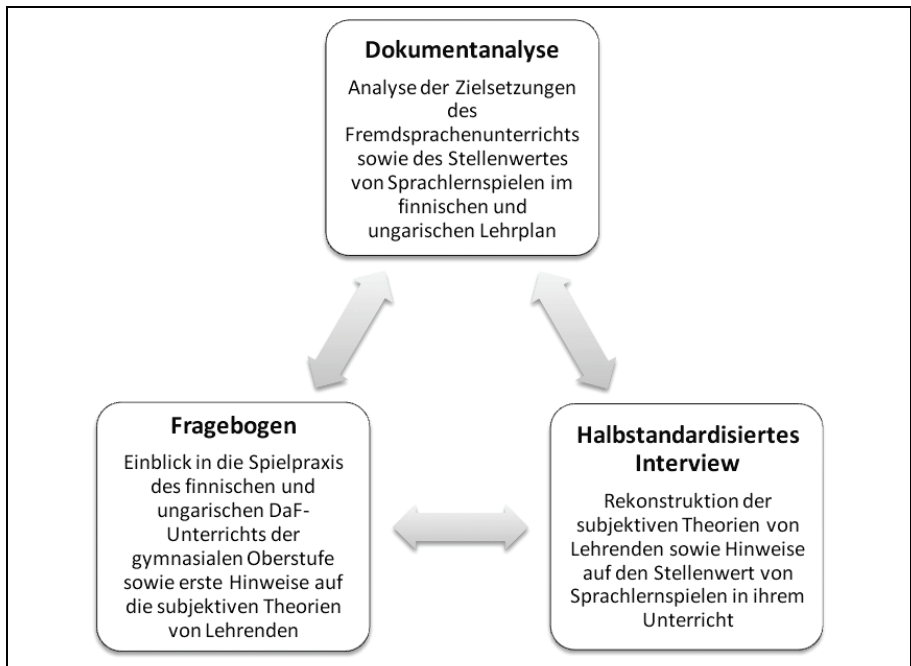 Dokumentanalyse
Analyse der Zielsetzungen
des
Fremdsprachenunterrichts
sowie des Stellenwertes
von Sprachlernspielen im
finnischen und
ungarischen Lehrplan
Fragebogen
Einblick in die Spielpraxis
des finnischen und
ungarischen DaF-
Unterrichts der
gymnasialen Oberstufe
sowie erste Hinweise auf
die subjektiven Theorien
von Lehrenden
Halbstandardisiertes
Interview
Rekonstruktion der
subjektiven Theorien von
Lehrenden sowie Hinweise
auf den Stellenwert von
Sprachlernspielen in ihrem
Unterricht